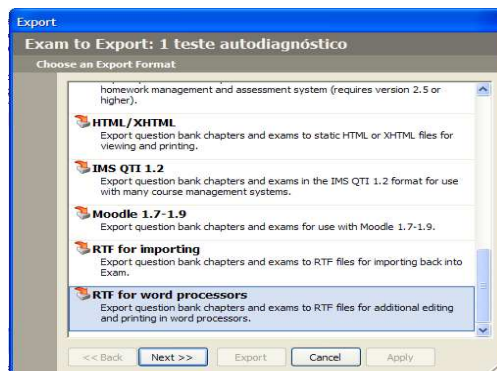 Export
Exam to Export: 1 teste autodiagnóstico
Choose an Export Format
homework management and assessment system (requires version 2.5 or
higher).
HTML/XHTML
Export question bank chapters and exams to static HTML or XHTML files for
viewing and printing.
IMS QTI 1.2
Export question bank chapters and exams in the IMS QTI 1.2 format for use
with many course management systems.
Moodle 1.7-1.9
Export question bank chapters and exams for use with Moodle 1.7-1.9.
RTF for importing
Export question bank chapters and exams to RTF files for importing back into
Exam.
RTF for word processors
Export question bank chapters and exams to RTF files for additional editing
and printing in word processors.
<< Back Next >> Export Cancel Apply